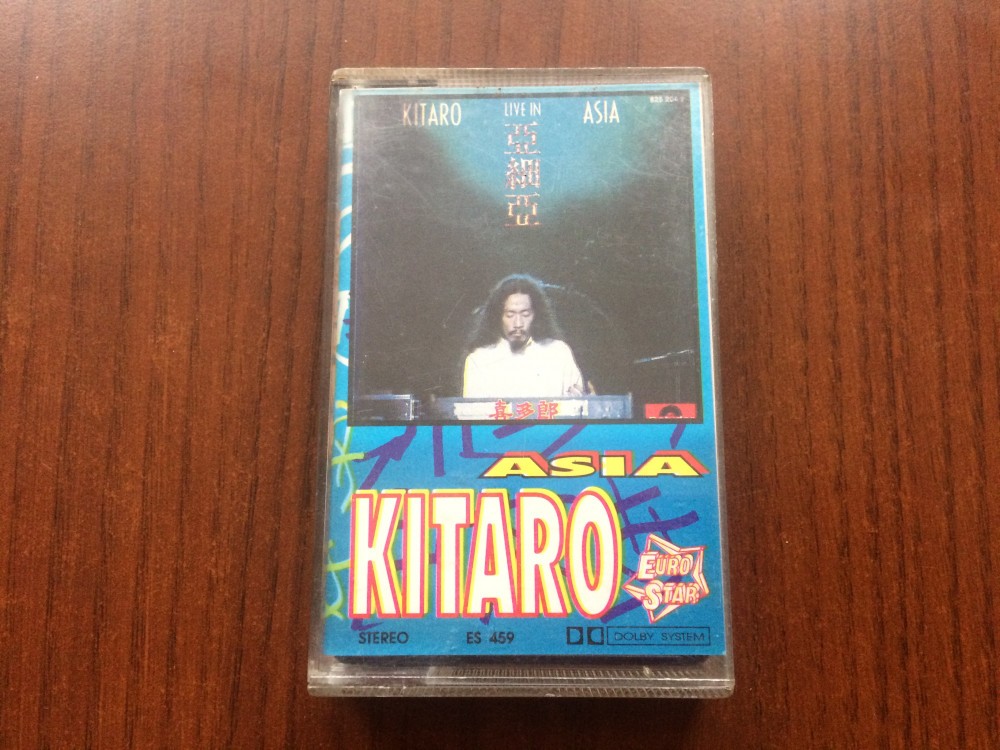 KITARO LIVE IN ASIA
亞
細
亞
喜多郎
ASIA
KITARO
EURO
STAR
STEREO ES 459 DOLBY SYSTEM